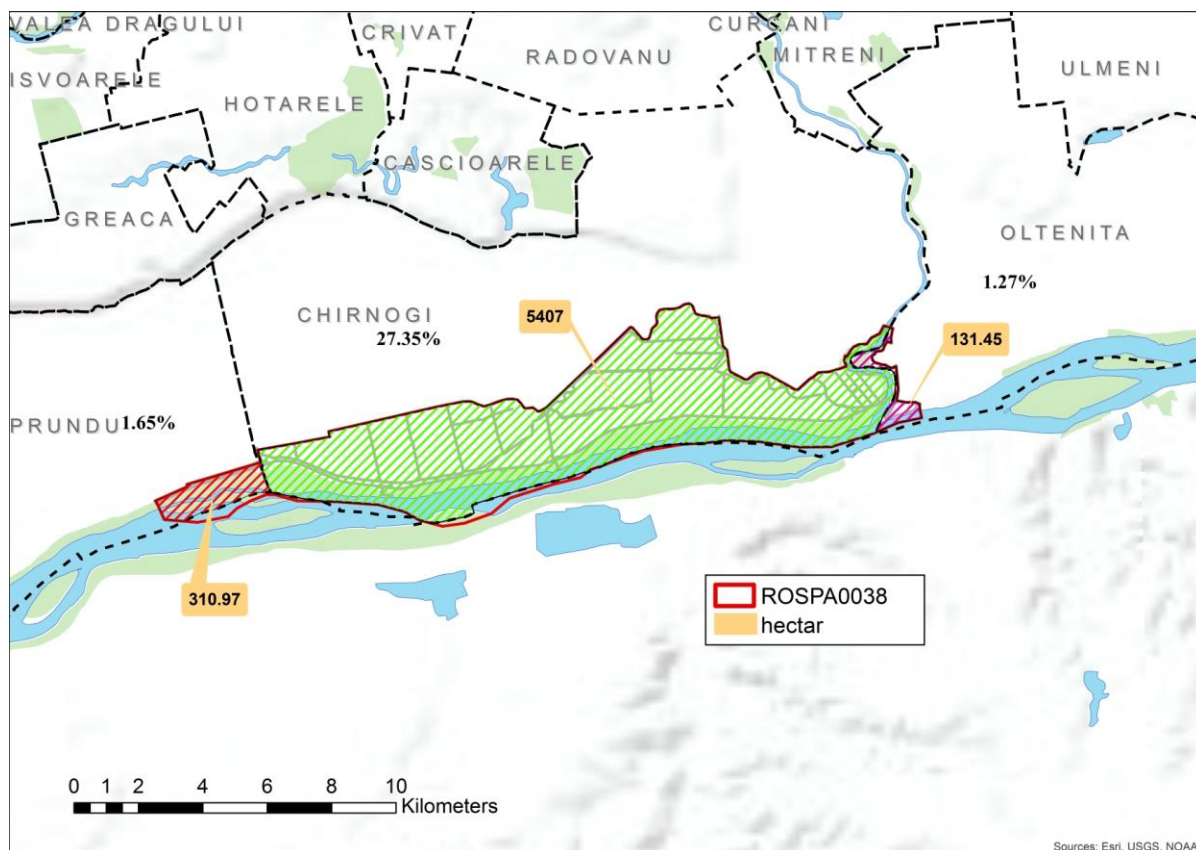 VALEA DRAGULUI
CRIVAT
CURCANI
RADOVANU
MITRENI
ISVOARELE
ULMENI
HOTARELE
CASCIOARELE
GREACA
OLTENITA
1.27%
CHIRNOGI
5407
27.35%
131.45
PRUNDU 1.65%
310.97
ROSPA0038
hectar
0 1 2 4 6 8 10
Kilometers
Sources: Esri, USGS, NOAA